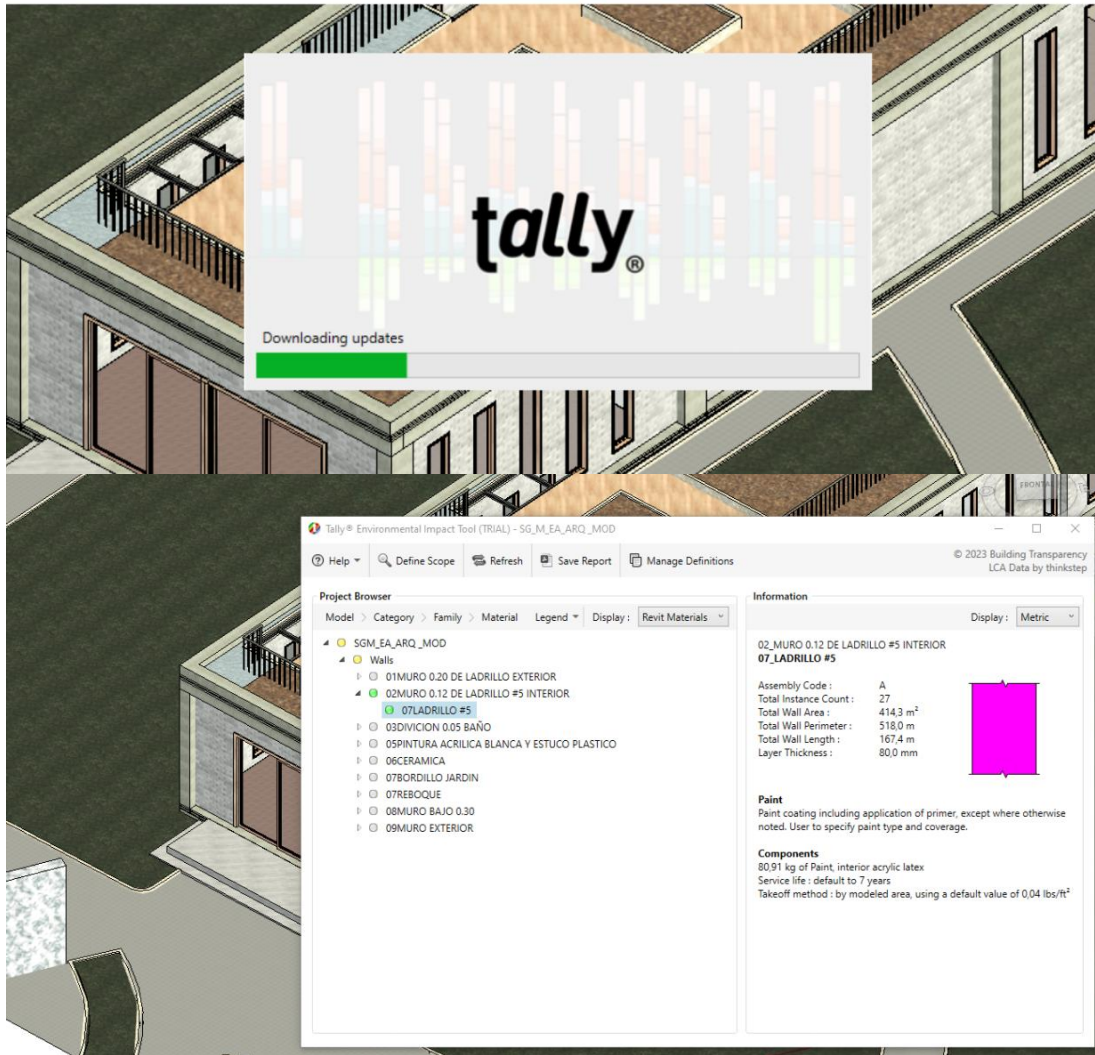 tally®
Downloading updates
FRONTAL
Tally® Environmental Impact Tool (TRIAL) - SG_M_EA_ARQ _MOD
Help
Define Scope
Refresh
Save Report
Manage Definitions
© 2023 Building Transparency
LCA Data by thinkstep
Project Browser
Model > Category > Family > Material Legend Display : Revit Materials
SGM_EA_ARQ _MOD
Walls
01MURO 0.20 DE LADRILLO EXTERIOR
02MURO 0.12 DE LADRILLO #5 INTERIOR
07LADRILLO #5
03DIVICION 0.05 BAÑO
05PINTURA ACRILICA BLANCA Y ESTUCO PLASTICO
06CERAMICA
07BORDILLO JARDIN
07REBOQUE
08MURO BAJO 0.30
09MURO EXTERIOR
Information
Display : Metric
02_MURO 0.12 DE LADRILLO #5 INTERIOR
07_LADRILLO #5
Assembly Code : A
Total Instance Count : 27
Total Wall Area : 414,3 m²
Total Wall Perimeter : 518,0 m
Total Wall Length : 167,4 m
Layer Thickness : 80,0 mm
Paint
Paint coating including application of primer, except where otherwise
noted. User to specify paint type and coverage.
Components
80,91 kg of Paint, interior acrylic latex
Service life : default to 7 years
Takeoff method : by modeled area, using a default value of 0,04 lbs/ft²